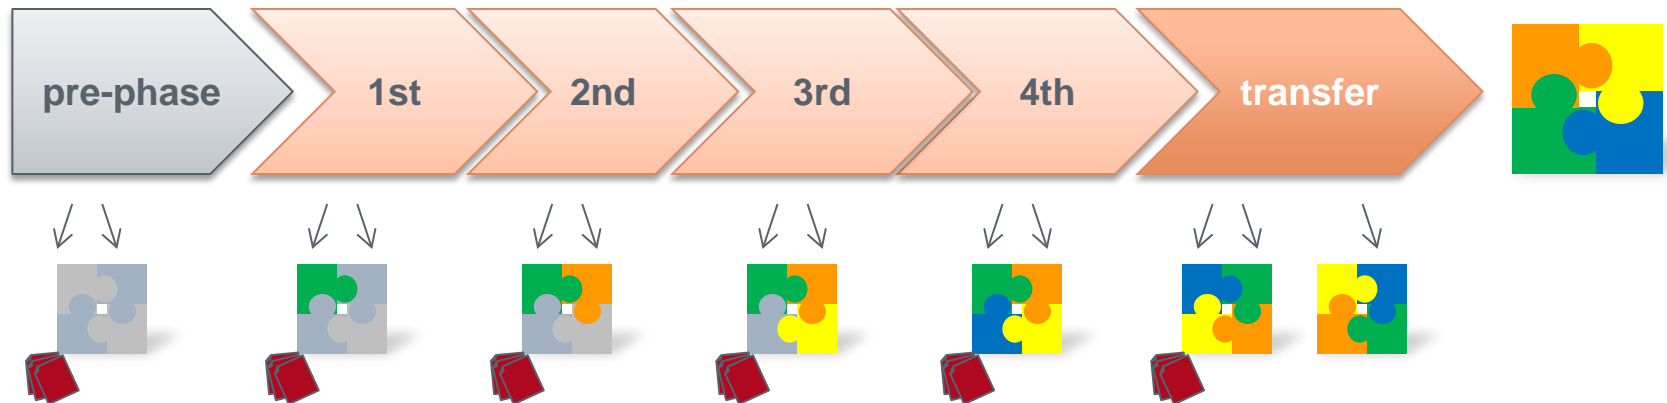 pre-phase
1st
2nd
3rd
4th
transfer